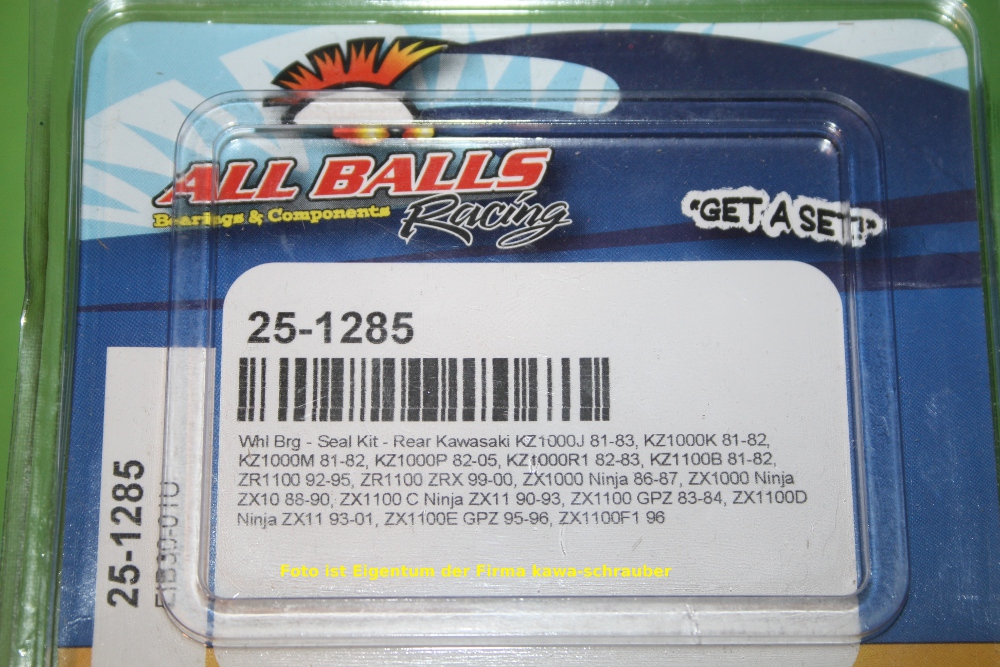 ALL BALLS
Bearings & Components
Racing
"GET A SET!"
25-1285
Whl Brg - Seal Kit - Rear Kawasaki KZ1000J 81-83, KZ1000K 81-82,
KZ1000M 81-82, KZ1000P 82-05, KZ1000R1 82-83, KZ1100B 81-82,
ZR1100 92-95, ZR1100 ZRX 99-00, ZX1000 Ninja 86-87, ZX1000 Ninja
ZX10 88-90, ZX1100 C Ninja ZX11 90-93, ZX1100 GPZ 83-84, ZX1100D
Ninja ZX11 93-01, ZX1100E GPZ 95-96, ZX1100F1 96
Foto ist Eigentum der Firma kawa-schrauber
25-1285